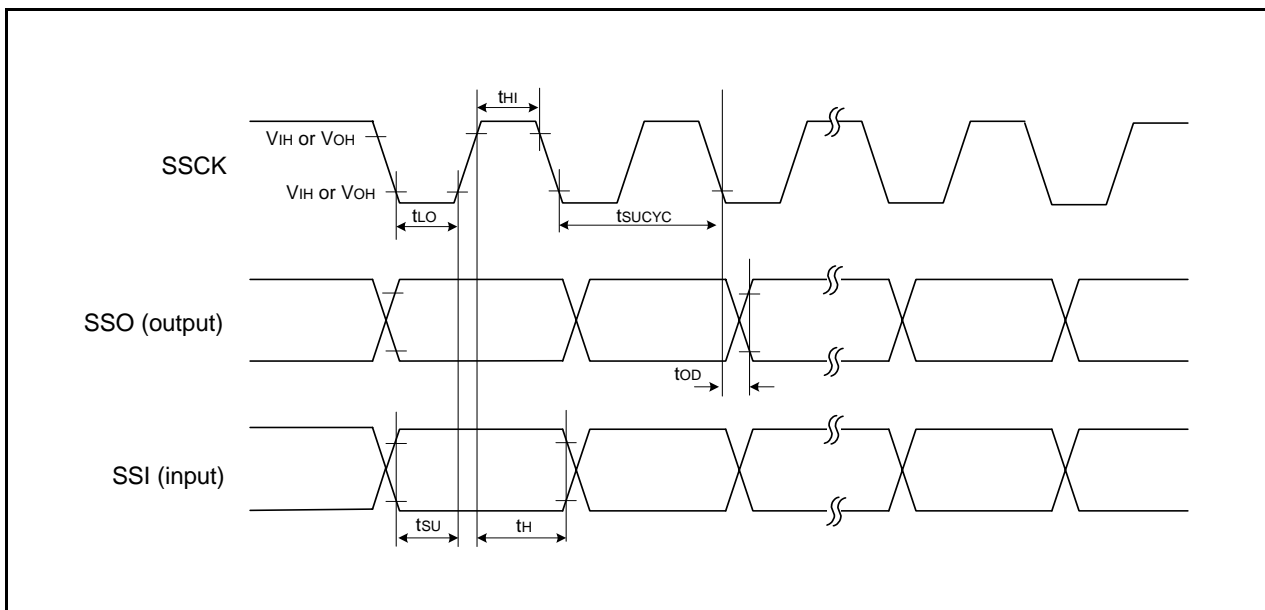 tHI
VIH or VOH
SSCK
VIH or VOH
tLO
tSUCYC
SSO (output)
tOD
SSI (input)
tSU
tH